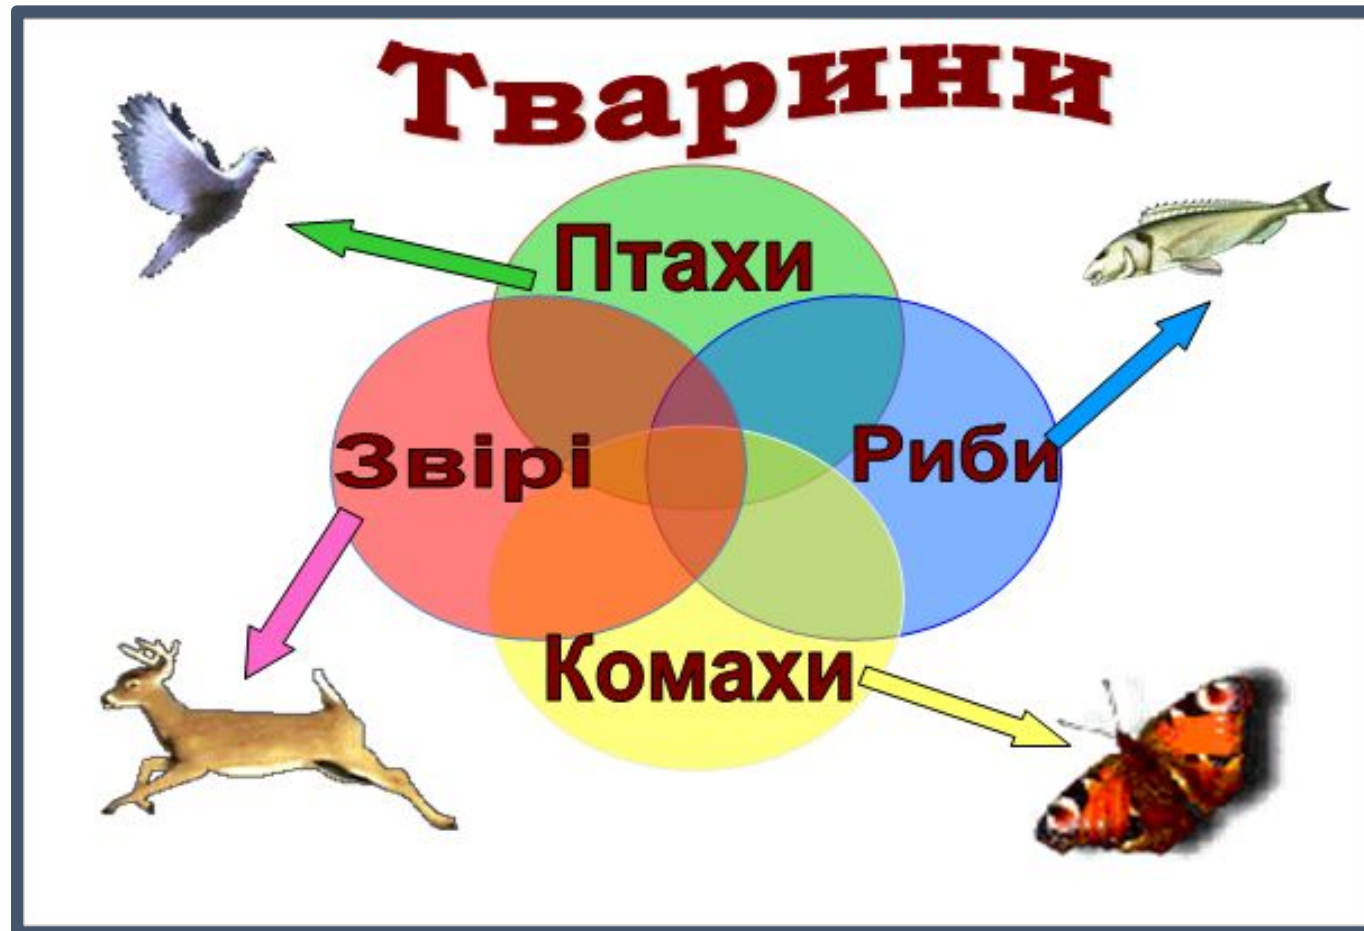 Тварини
Птахи
Звірі
Риби
Комахи